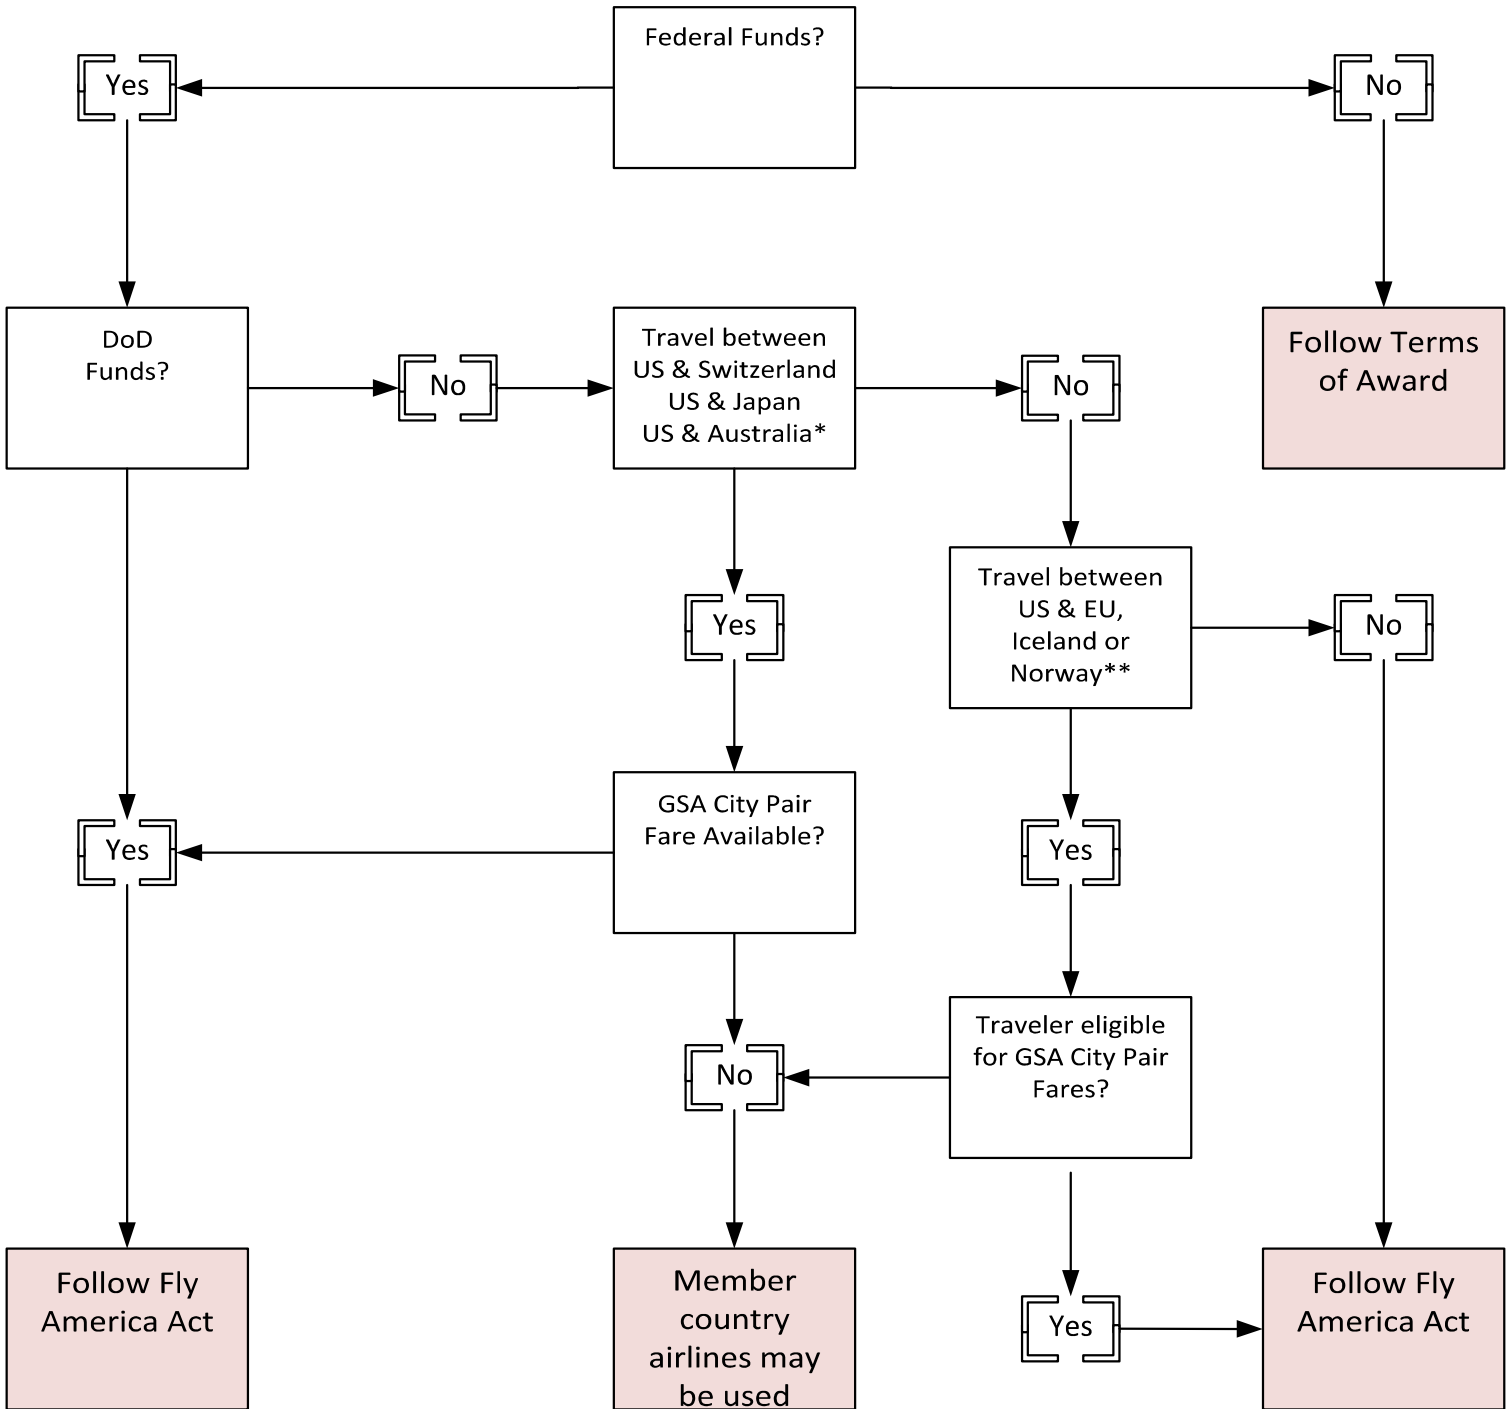 Federal Funds?
Yes
No
DoD
Funds?
No
Travel between
US & Switzerland
US & Japan
US & Australia*
No
Follow Terms
of Award
Travel between
US & EU,
Iceland or
Norway**
Yes
No
GSA City Pair
Fare Available?
Yes
Yes
Traveler eligible
for GSA City Pair
Fares?
No
Follow Fly
America Act
Member
country
airlines may
be used
Yes
Follow Fly
America Act